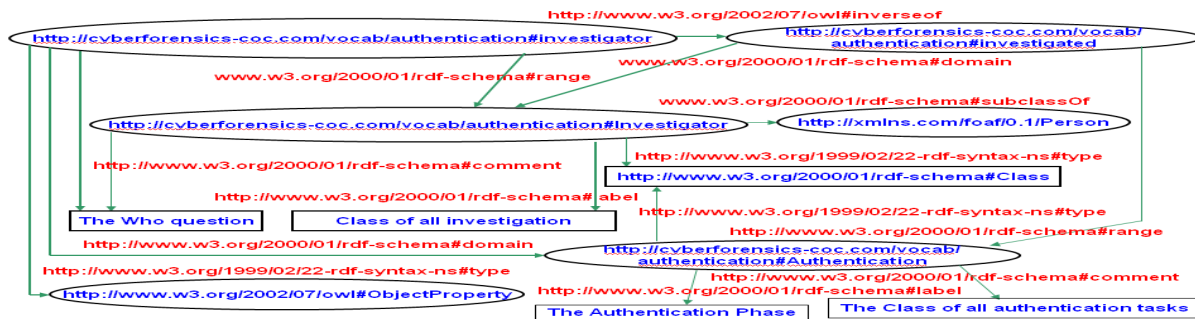 http://www.w3.org/2002/07/owl#inverseof
http://cyberforensics-coc.com/vocab/authentication#investigator
http://cyberforensics-coc.com/vocab/
authentication#investigated
www.w3.org/2000/01/rdf-schema#range
www.w3.org/2000/01/rdf-schema#domain
www.w3.org/2000/01/rdf-schema#subclassOf
http://cyberforensics-coc.com/vocab/authentication#Investigator
http://xmlns.com/foaf/0.1/Person
http://www.w3.org/2000/01/rdf-schema#comment
http://www.w3.org/1999/02/22-rdf-syntax-ns#type
http://www.w3.org/2000/01/rdf-schema#Class
http://www.w3.org/2000/01/rdf-schema#label
The Who question
Class of all investigation
http://www.w3.org/1999/02/22-rdf-syntax-ns#type
http://www.w3.org/2000/01/rdf-schema#range
http://www.w3.org/2000/01/rdf-schema#domain
http://cyberforensics-coc.com/vocab/
authentication#Authentication
http://www.w3.org/1999/02/22-rdf-syntax-ns#type
http://www.w3.org/2000/01/rdf-schema#comment
http://www.w3.org/2000/01/rdf-schema#label
http://www.w3.org/2002/07/owl#ObjectProperty
The Authentication Phase
The Class of all authentication tasks